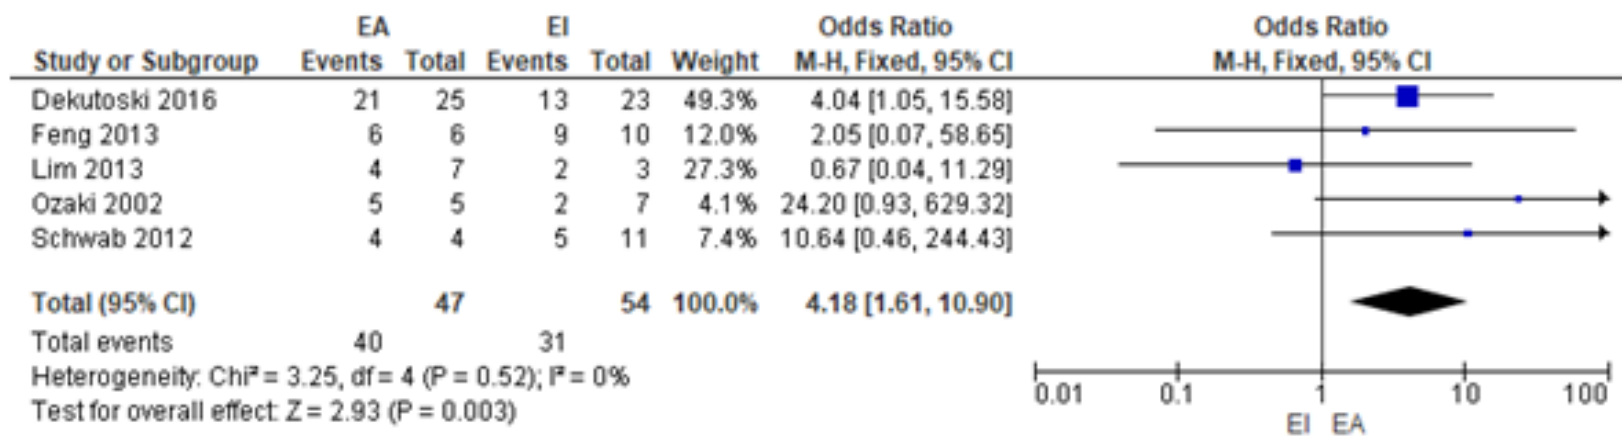 EA EI Odds Ratio Odds Ratio
Study or Subgroup Events Total Events Total Weight M-H, Fixed, 95% CI M-H, Fixed, 95% CI
Dekutoski 2016 21 25 13 23 49.3% 4.04 [1.05, 15.58]
Feng 2013 6 6 9 10 12.0% 2.05 [0.07, 58.65]
Lim 2013 4 7 2 3 27.3% 0.67 [0.04, 11.29]
Ozaki 2002 5 5 2 7 4.1% 24.20 [0.93, 629.32]
Schwab 2012 4 4 5 11 7.4% 10.64 [0.46, 244.43]
Total (95% CI) 47 54 100.0% 4.18 [1.61, 10.90]
Total events 40 31
Heterogeneity: Chi² = 3.25, df = 4 (P = 0.52); I² = 0%
Test for overall effect: Z = 2.93 (P = 0.003)
0.01 0.1 1 10 100
EI EA